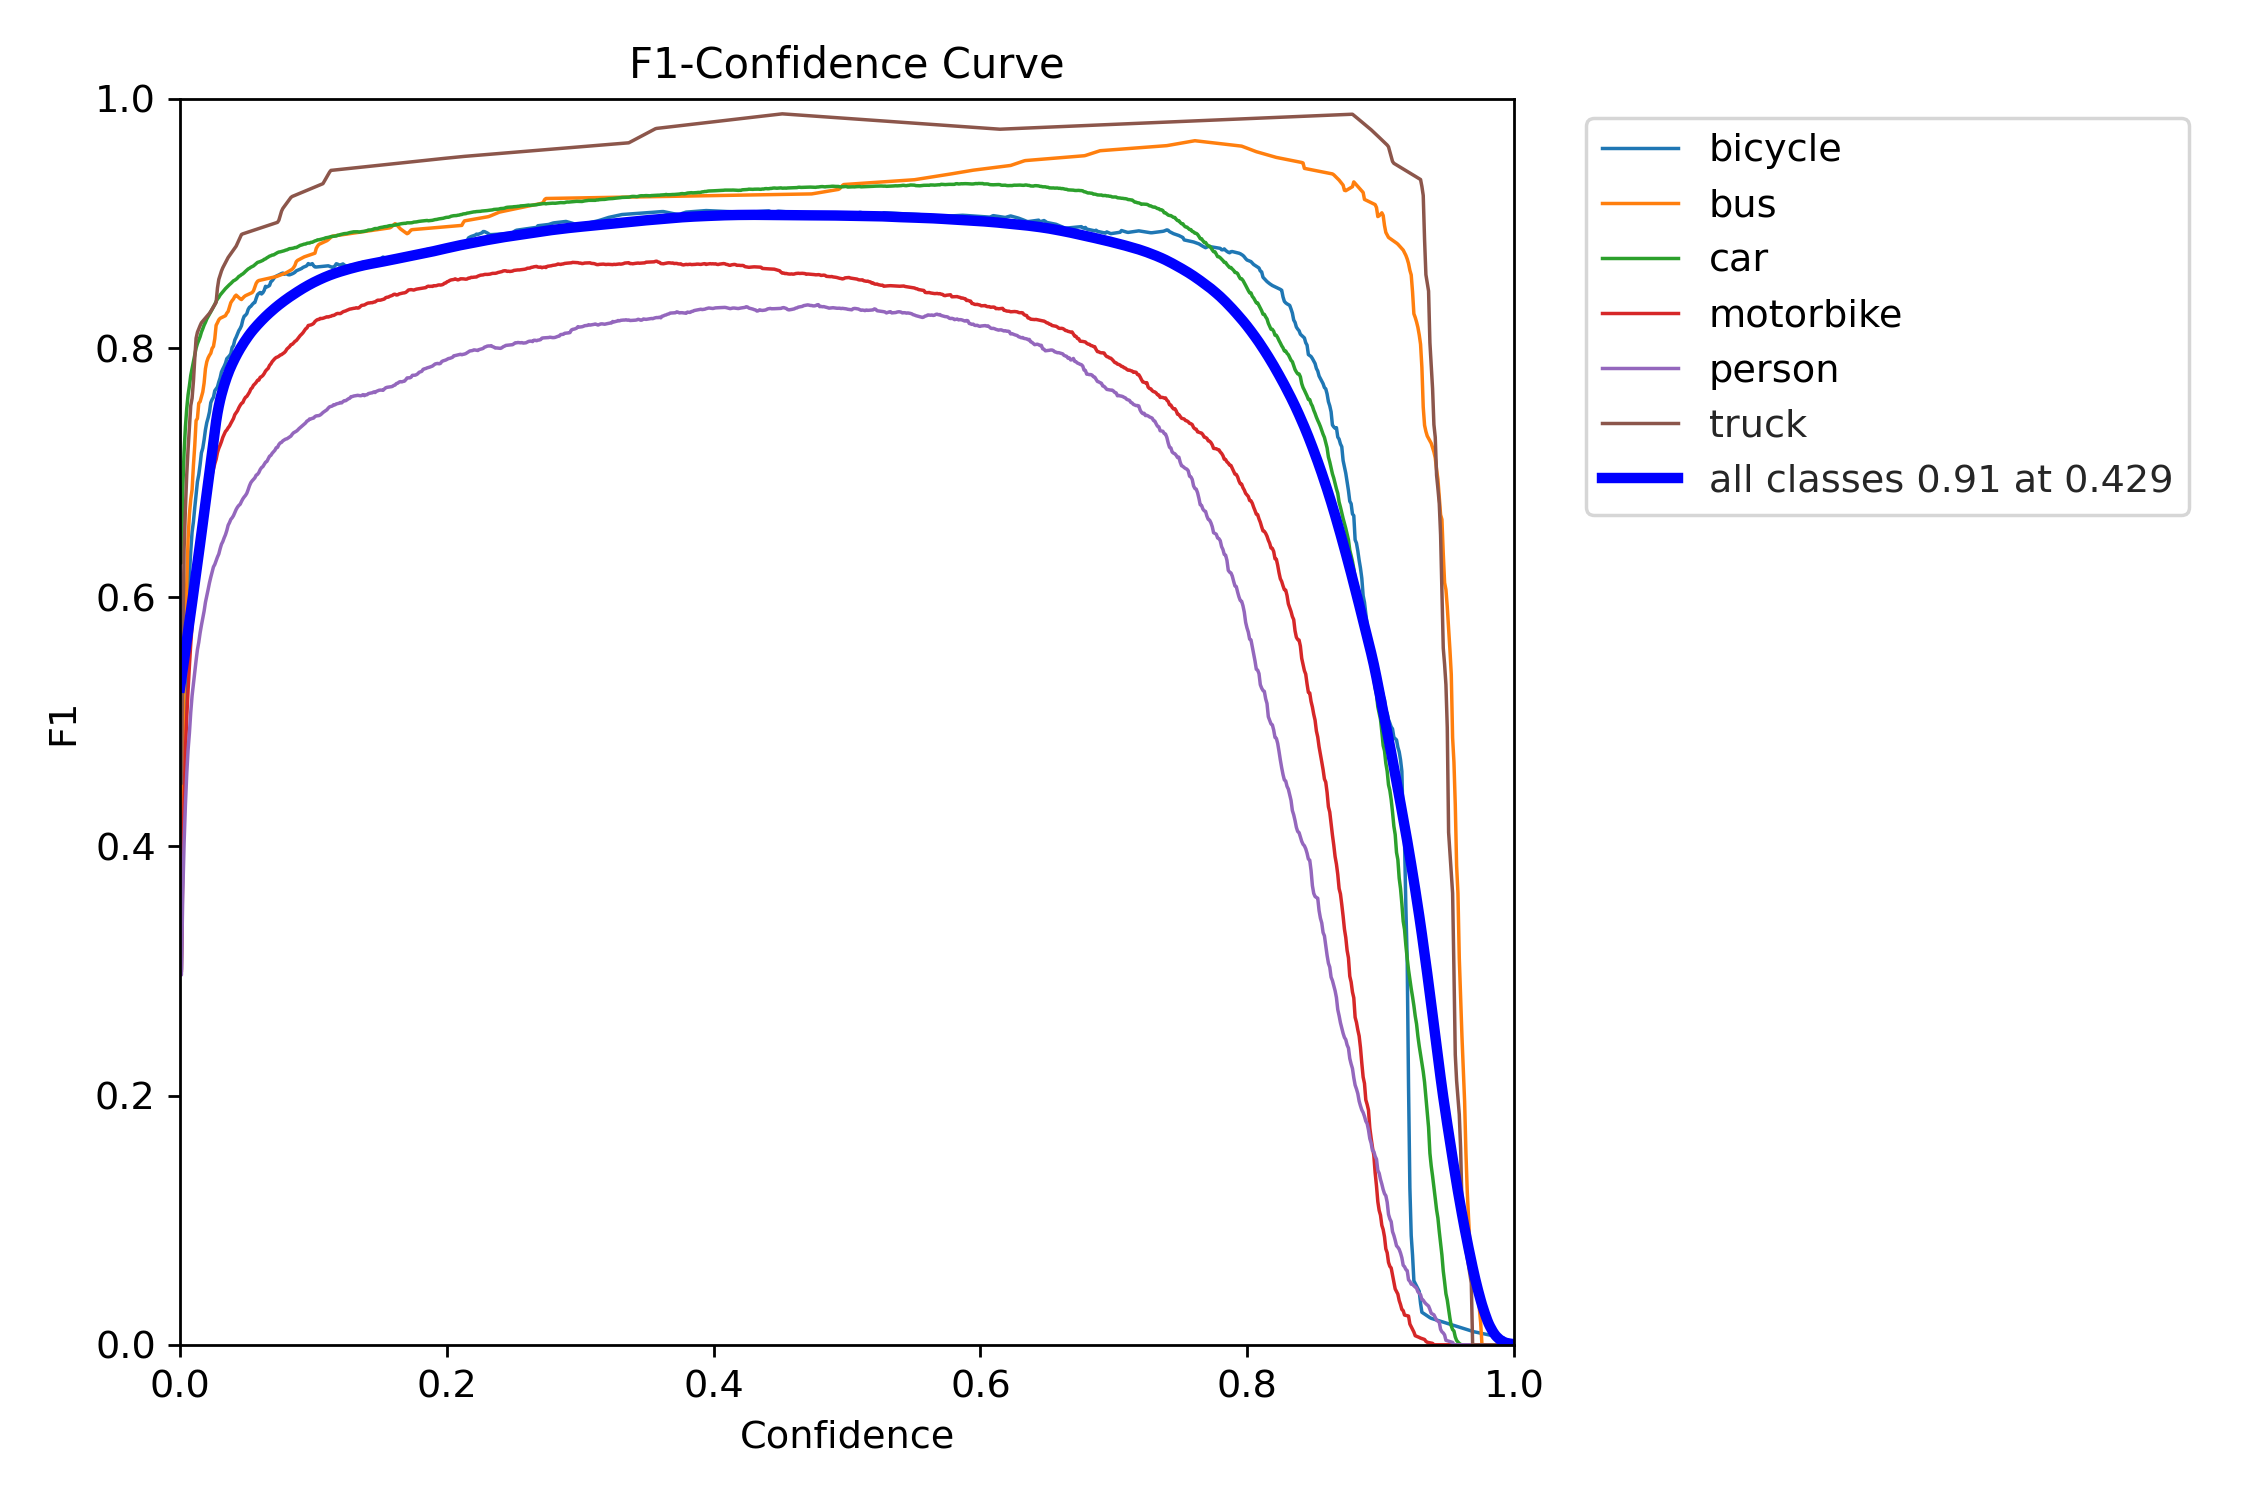 F1-Confidence Curve
1.0
0.8
0.6
0.4
0.2
0.0
F1
0.0 0.2 0.4 0.6 0.8 1.0
Confidence
bicycle
bus
car
motorbike
person
truck
all classes 0.91 at 0.429